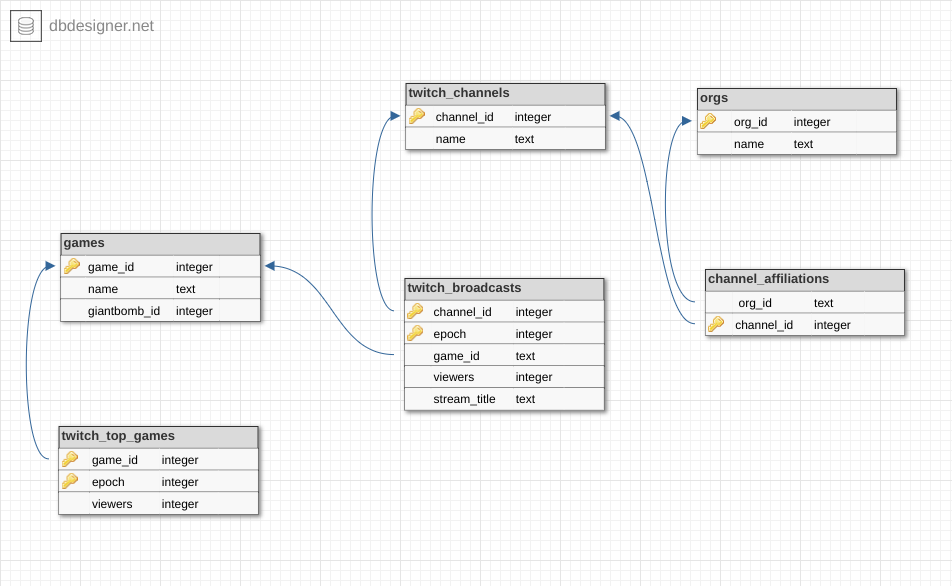 dbdesigner.net
twitch_channels
channel_id integer
name text
orgs
org_id integer
name text
games
game_id integer
name text
giantbomb_id integer
twitch_broadcasts
channel_id integer
epoch integer
game_id text
viewers integer
stream_title text
channel_affiliations
org_id text
channel_id integer
twitch_top_games
game_id integer
epoch integer
viewers integer